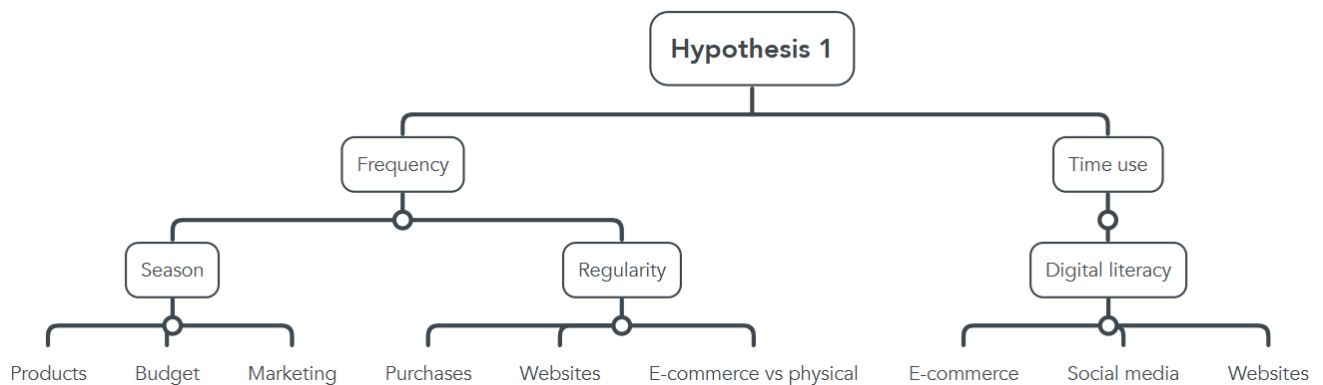 Hypothesis 1
Frequency
Time use
Season
Regularity
Digital literacy
Products
Budget
Marketing
Purchases
Websites
E-commerce vs physical
E-commerce
Social media
Websites